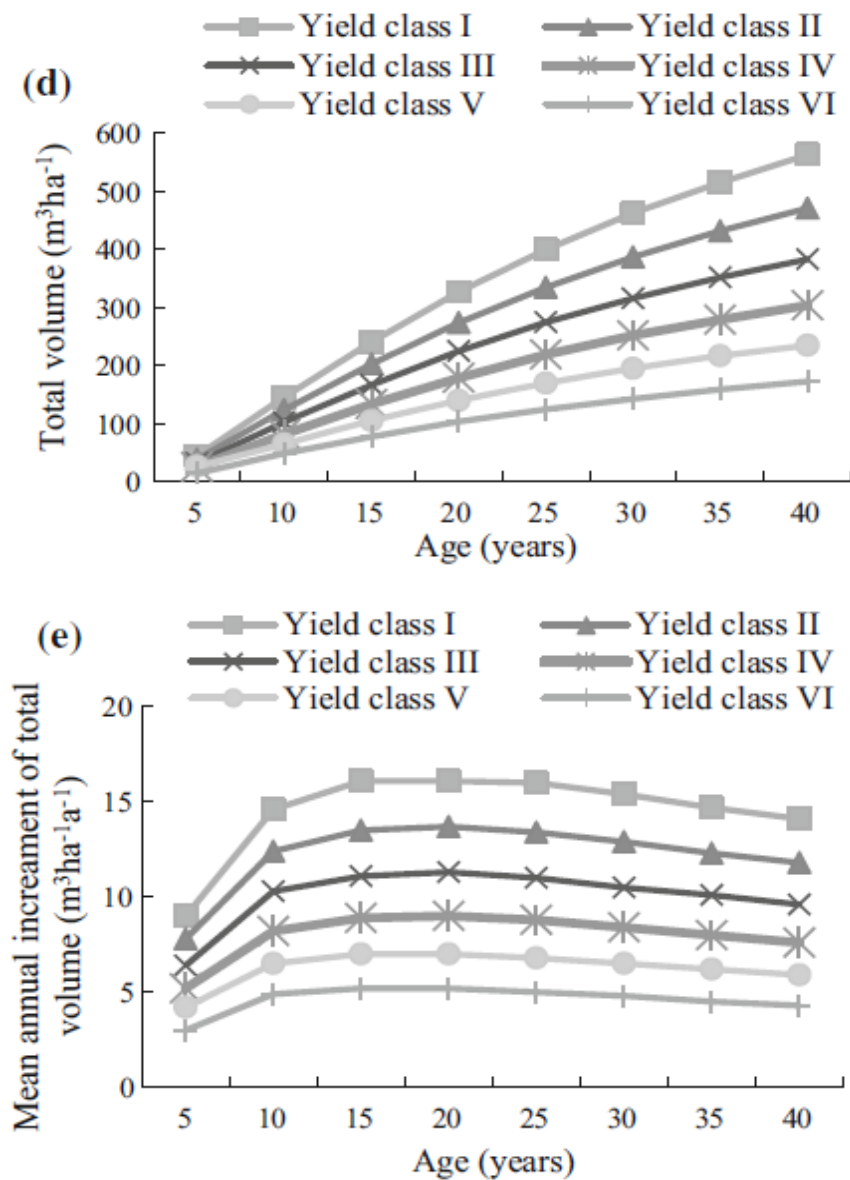 Yield class I Yield class II
(d) Yield class III Yield class IV
Yield class V Yield class VI
600
500
400
300
200
100
0
Total volume (m³ha⁻¹)
5 10 15 20 25 30 35 40
Age (years)
(e) Yield class I Yield class II
Yield class III Yield class IV
Yield class V Yield class VI
20
15
10
5
0
Mean annual increament of total
volume (m³ha⁻¹a⁻¹)
5 10 15 20 25 30 35 40
Age (years)